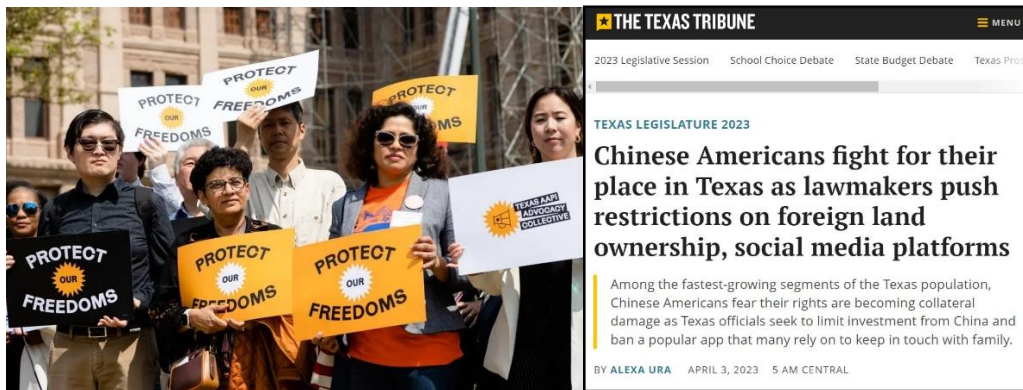 PROTECT
OUR
FREEDOMS
PROTECT
OUR
FREEDOMS
PROTECT
OUR
FREEDOMS
PROTECT
OUR
FREEDOMS
PROTECT
OUR
FREEDOMS
PROTECT
OUR
FREEDOMS
TEXAS AAPI
ADVOCACY
COLLECTIVE
THE TEXAS TRIBUNE
MENU
2023 Legislative Session School Choice Debate State Budget Debate Texas
TEXAS LEGISLATURE 2023
Chinese Americans fight for their
place in Texas as lawmakers push
restrictions on foreign land
ownership, social media platforms
Among the fastest-growing segments of the Texas population,
Chinese Americans fear their rights are becoming collateral
damage as Texas officials seek to limit investment from China and
ban a popular app that many rely on to keep in touch with family.
BY ALEXA URA APRIL 3, 2023 5 AM CENTRAL